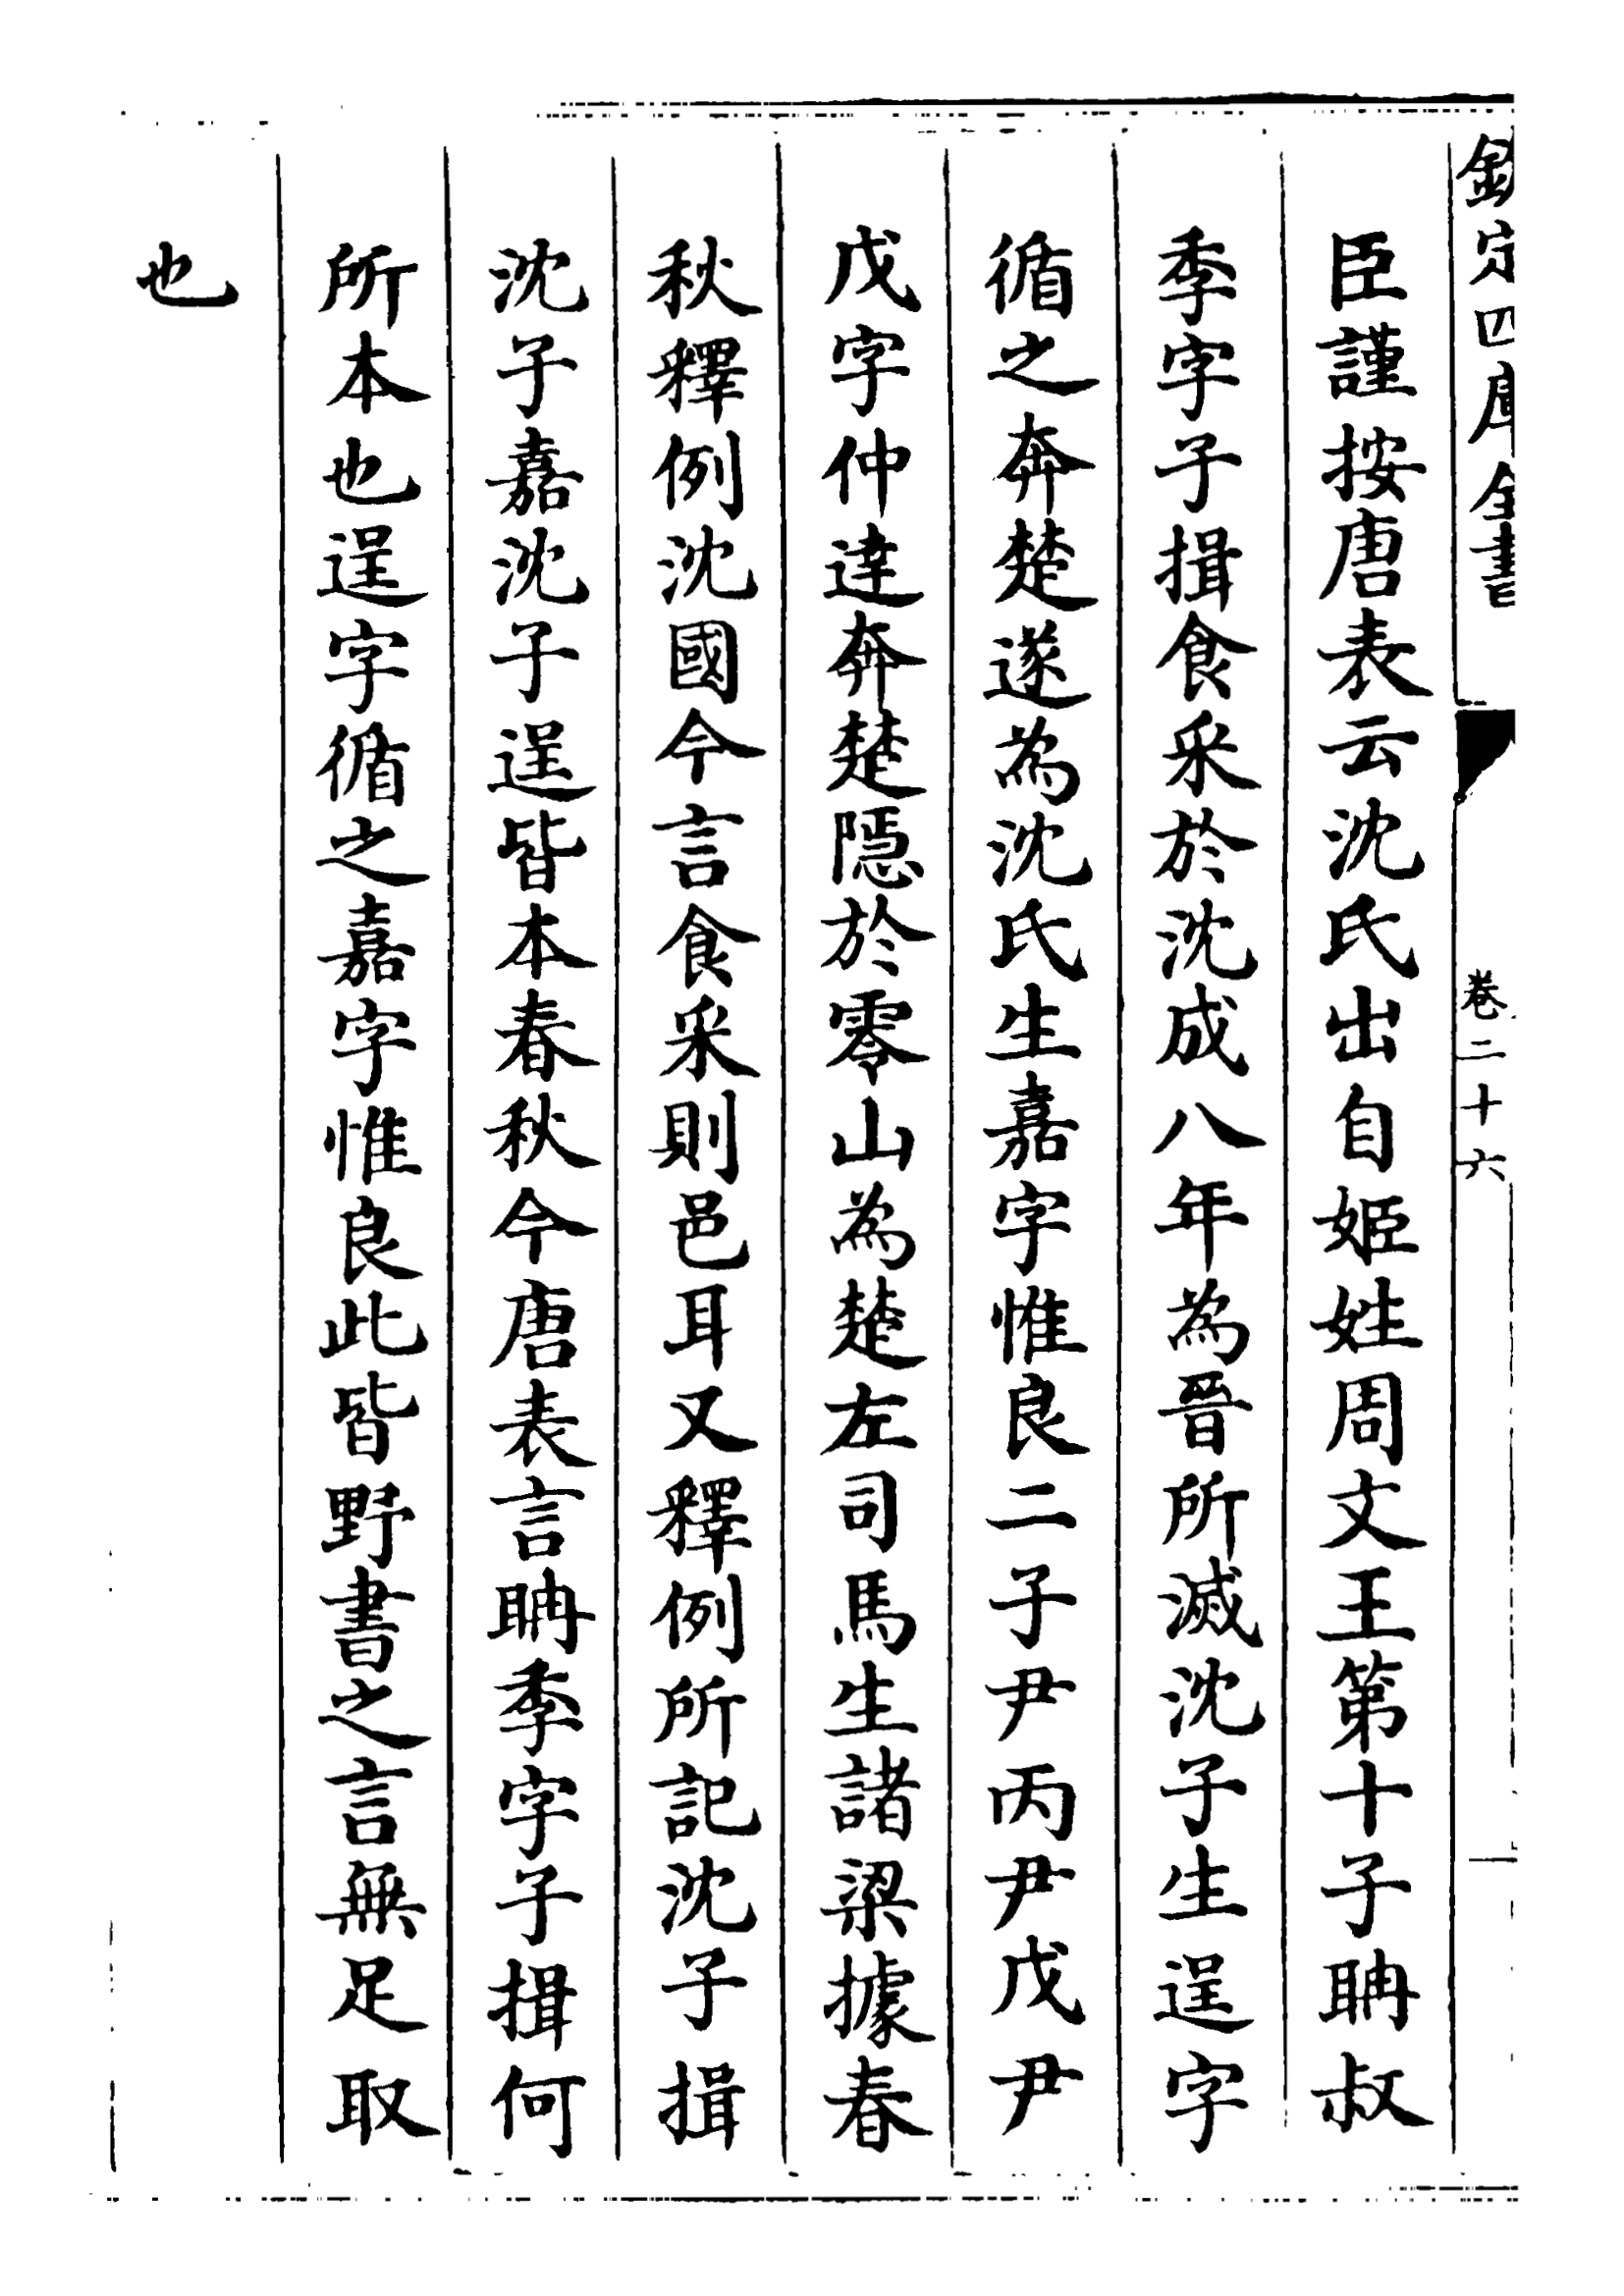 欽定四庫全書
卷二十六
臣謹按唐表云沈氏出自姬姓周文王第十子聃叔
季字子揖食采於沈成八年為晉所滅沈子生逞字
循之奔楚遂為沈氏生嘉字惟良二子尹丙尹戊尹
戊字仲達奔楚隱於零山為楚左司馬生諸梁據春
秋釋例沈國今言食采則邑耳又釋例所記沈子揖
沈子嘉沈子逞皆本春秋今唐表言聃季字子揖何
所本也逞字循之嘉字惟良此皆野書之言無足取
也